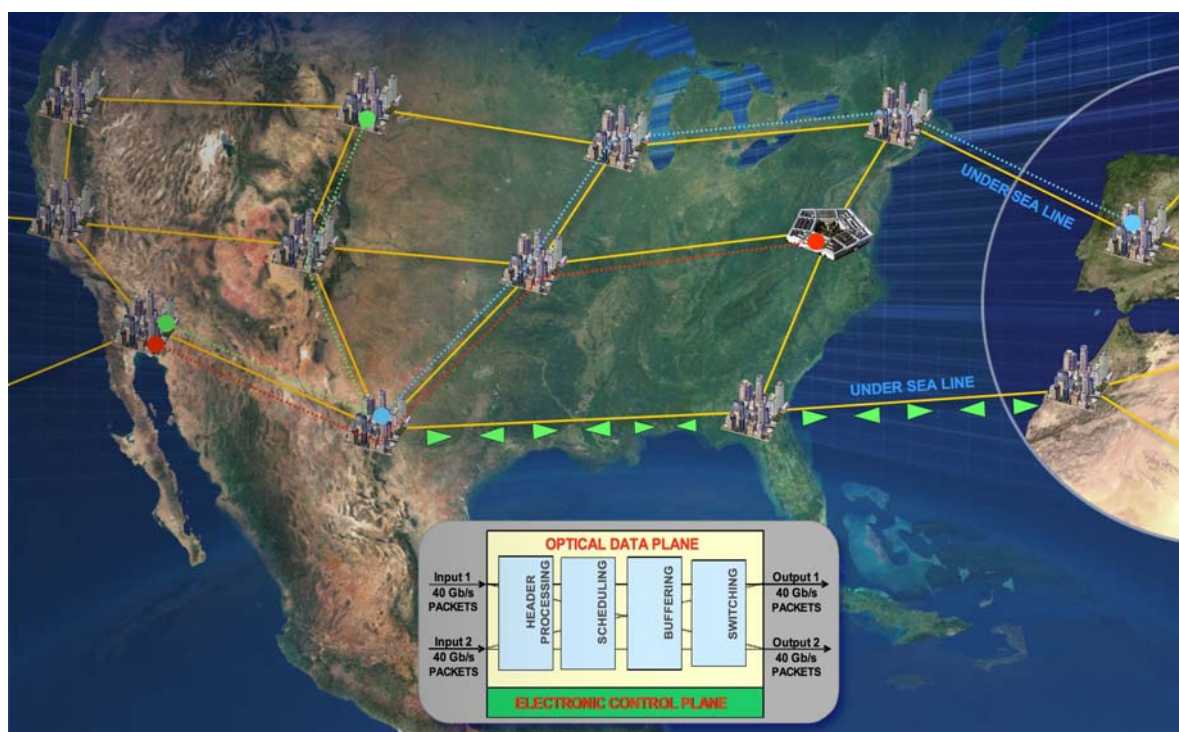 UNDER SEA LINE
UNDER SEA LINE
OPTICAL DATA PLANE
Input 1
40 Gb/s
PACKETS
Input 2
40 Gb/s
PACKETS
HEADER
PROCESSING
SCHEDULING
BUFFERING
SWITCHING
Output 1
40 Gb/s
PACKETS
Output 2
40 Gb/s
PACKETS
ELECTRONIC CONTROL PLANE